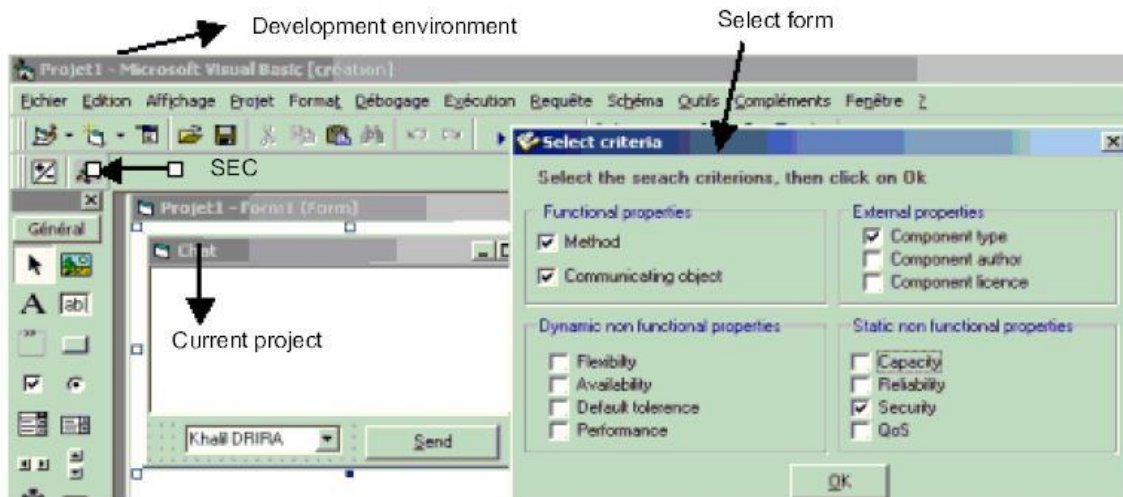 Development environment
Select form
Projet1 - Microsoft Visual Basic [création]
Fichier Edition Affichage Projet Format Débogage Exécution Requête Schéma Outils Compléments Fenêtre ?
SEC
Select criteria
Select the serach criterions, then click on Ok
Projet1 - Form1 (Form)
Général
Chat
Current project
Khalil DRIRA
Send
Functional properties
Method
Communicating object
External properties
Component type
Component author
Component licence
Dynamic non functional properties
Flexibilty
Availability
Default tolerence
Performance
Static non functional properties
Capacity
Reliability
Security
QoS
OK
A
ab